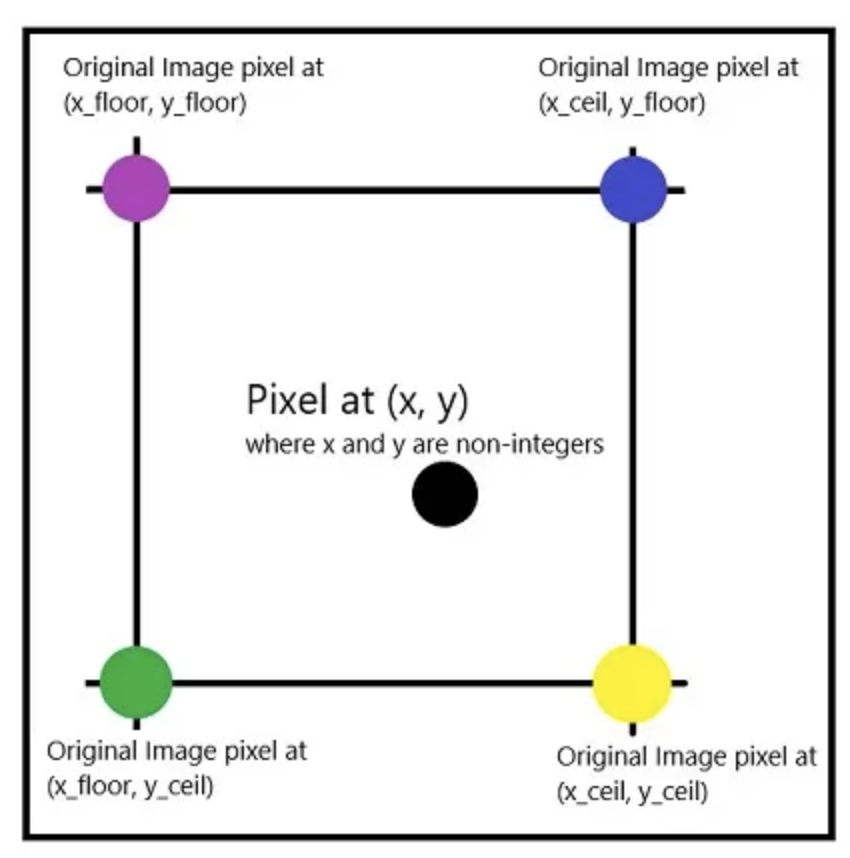 Original Image pixel at
(x_floor, y_floor)
Original Image pixel at
(x_ceil, y_floor)
Pixel at (x, y)
where x and y are non-integers
Original Image pixel at
(x_floor, y_ceil)
Original Image pixel at
(x_ceil, y_ceil)